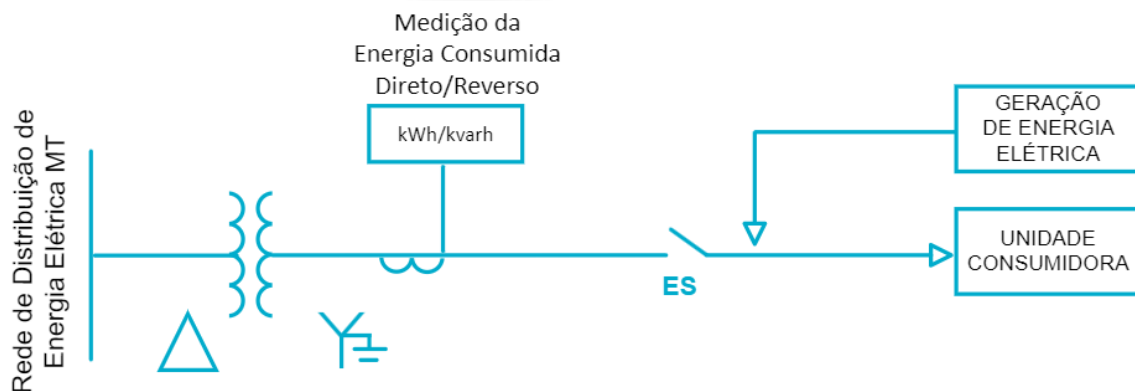 Rede de Distribuição de
Energia Elétrica MT
Medição da
Energia Consumida
Direto/Reverso
kWh/kvarh
ES
GERAÇÃO
DE ENERGIA
ELÉTRICA
UNIDADE
CONSUMIDORA